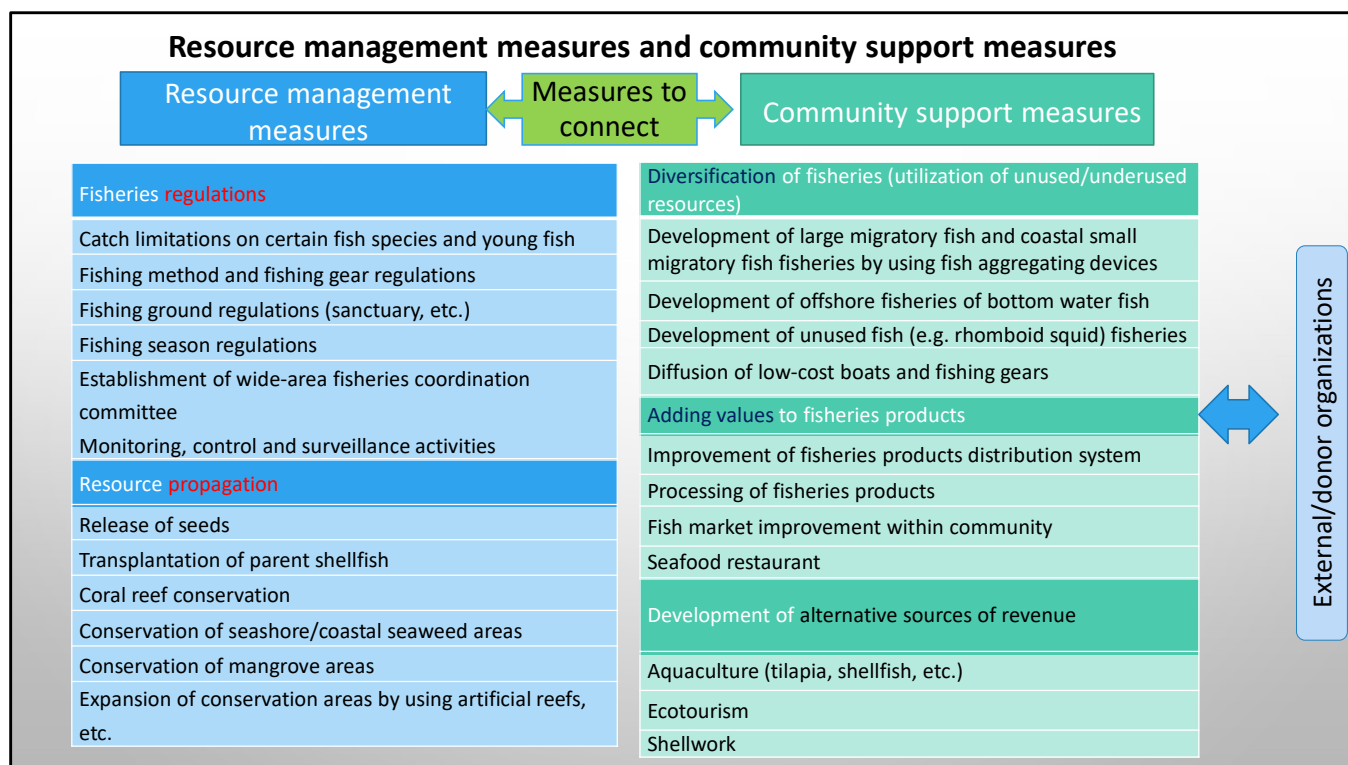 Resource management measures and community support measures
Resource management
measures
Measures to
connect
Community support measures
Fisheries regulations
Catch limitations on certain fish species and young fish
Fishing method and fishing gear regulations
Fishing ground regulations (sanctuary, etc.)
Fishing season regulations
Establishment of wide-area fisheries coordination
committee
Monitoring, control and surveillance activities
Resource propagation
Release of seeds
Transplantation of parent shellfish
Coral reef conservation
Conservation of seashore/coastal seaweed areas
Conservation of mangrove areas
Expansion of conservation areas by using artificial reefs,
etc.
Diversification of fisheries (utilization of unused/underused
resources)
Development of large migratory fish and coastal small
migratory fish fisheries by using fish aggregating devices
Development of offshore fisheries of bottom water fish
Development of unused fish (e.g. rhomboid squid) fisheries
Diffusion of low-cost boats and fishing gears
Adding values to fisheries products
Improvement of fisheries products distribution system
Processing of fisheries products
Fish market improvement within community
Seafood restaurant
Development of alternative sources of revenue
Aquaculture (tilapia, shellfish, etc.)
Ecotourism
Shellwork
External/donor organizations